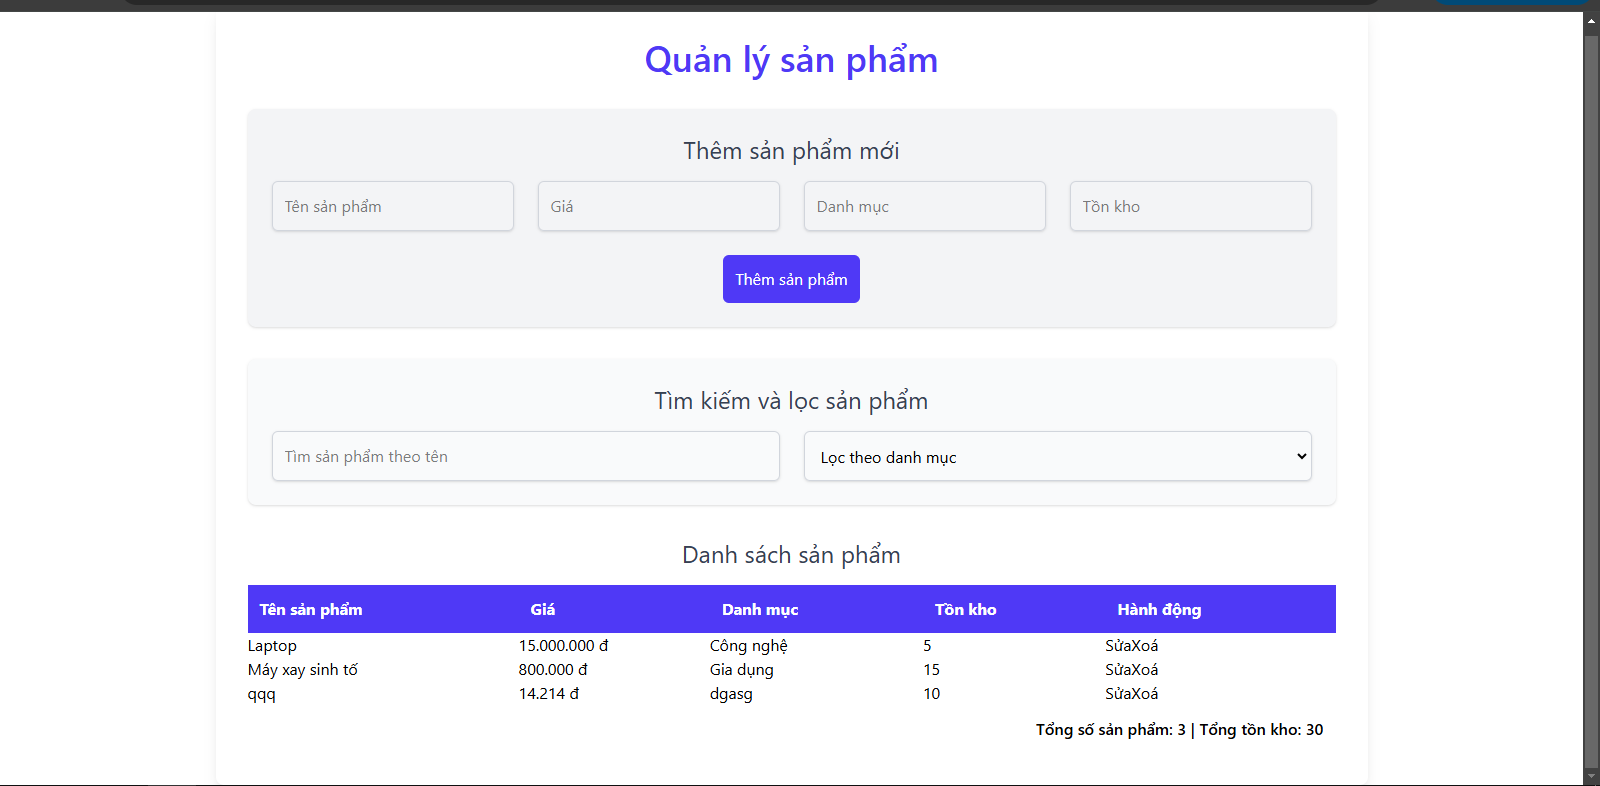 Quản lý sản phẩm
Thêm sản phẩm mới
Tên sản phẩm Giá Danh mục Tồn kho
Thêm sản phẩm
Tìm kiếm và lọc sản phẩm
Tìm sản phẩm theo tên Lọc theo danh mục
Danh sách sản phẩm
Tên sản phẩm Giá Danh mục Tồn kho Hành động
Laptop 15.000.000 đ Công nghệ 5 SửaXoá
Máy xay sinh tố 800.000 đ Gia dụng 15 SửaXoá
qqq 14.214 đ dgasg 10 SửaXoá
Tổng số sản phẩm: 3 | Tổng tồn kho: 30